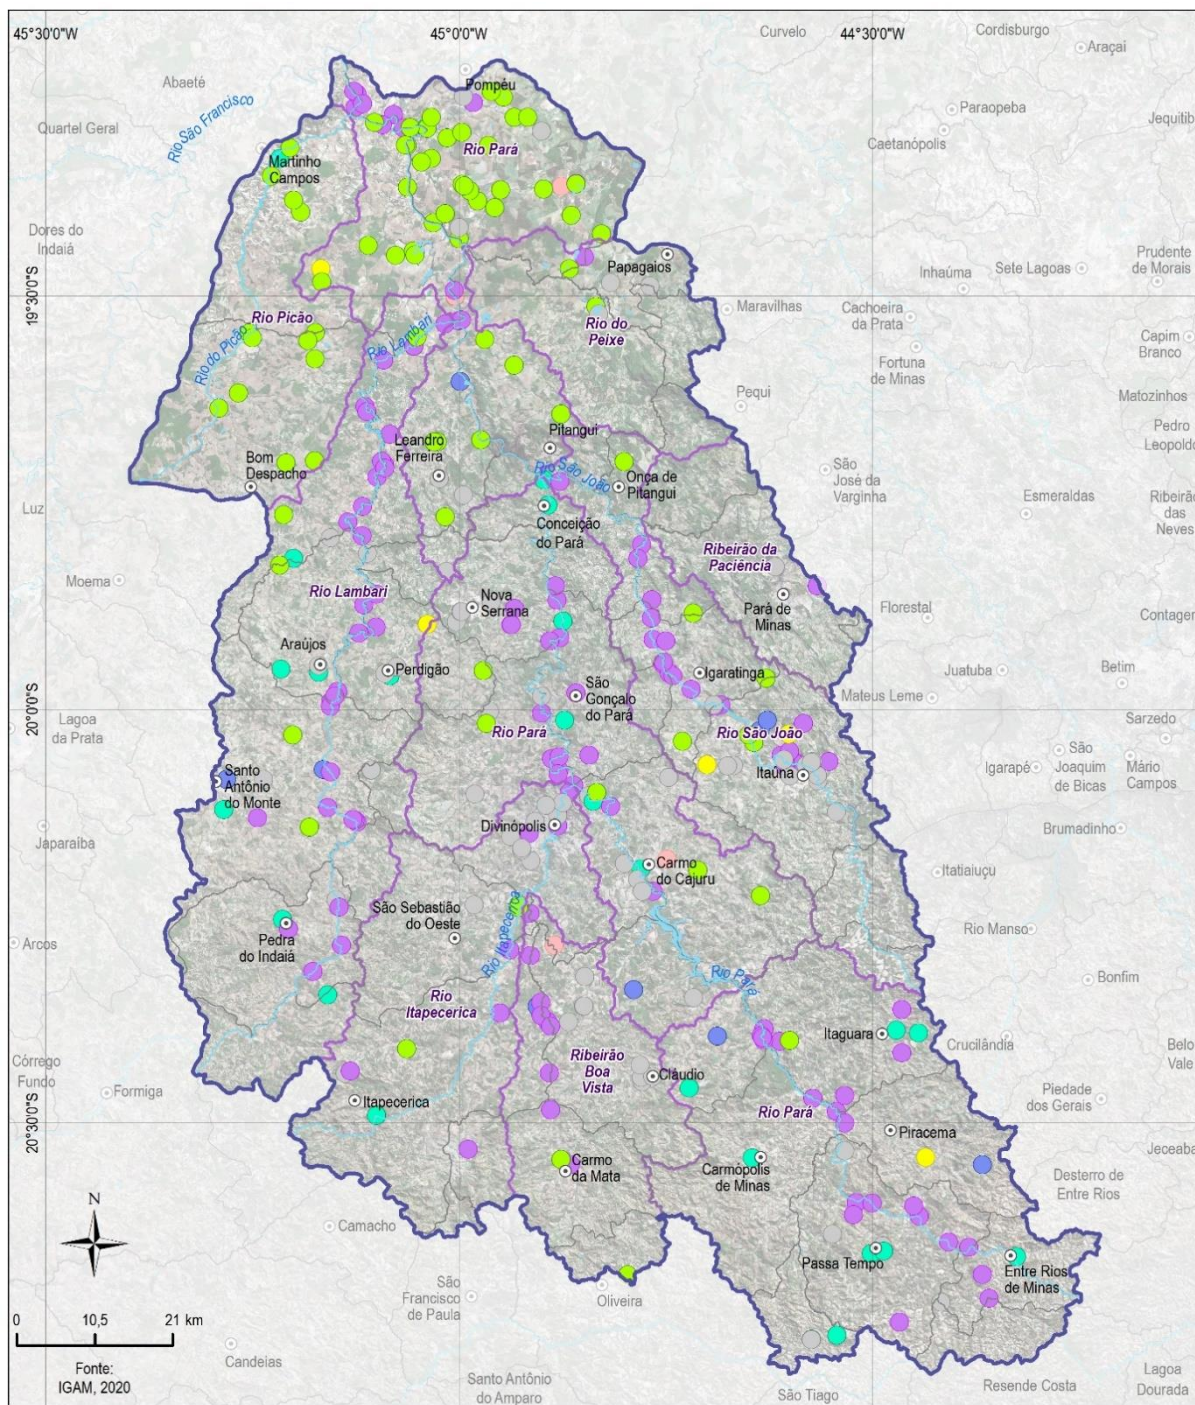 45°30'0"W
45°0'0"W
44°30'0"W
Curvelo
Cordisburgo
Araçaí
Abaeté
Pompéu
Rio São Francisco
Paraopeba
Quartel Geral
Jequitib
Caetanópolis
Rio Pará
Martinho
Campos
Dores do
Indaiá
Papagaios
Inhaúma
Sete Lagoas
Prudente
de Morais
19°30'0"S
Maravilhas
Cachoeira
da Prata
Rio Picão
Rio do
Peixe
Rio do Picão
Rio Lambari
Capim
Branco
Fortuna
de Minas
Pequi
Matozinhos
Pedro
Leopoldo
Leandro
Ferreira
Pitangui
Bom
Despacho
Rio São João
Onça de
Pitangui
São
José da
Varginha
Esmeraldas
Ribeirão
das
Neves
Luz
Conceição
do Pará
Ribeirão da
Paciência
Moema
Rio Lambari
Nova
Serrana
Pará de
Minas
Florestal
Contagem
Araújos
Perdigão
Igaratinga
Juatuba
Betim
São
Gonçalo
do Pará
Mateus Leme
20°0'0"S
Lagoa
da Prata
Rio Pará
Rio São João
Sarzedo
Santo
Antônio
do Monte
Itaúna
Igarapé
São
Joaquim
de Bicas
Mário
Campos
Divinópolis
Brumadinho
Japaraíba
Carmo
do Cajuru
Itatiaiuçu
São Sebastião
do Oeste
Rio Itapecerica
Arcos
Pedra
do Indaiá
Rio Manso
Rio Pará
Bonfim
Rio
Itapecerica
Itaguara
Crucilândia
Córrego
Fundo
Ribeirão
Boa
Vista
Cláudio
Belo
Vale
Formiga
Itapecerica
Rio Pará
Piedade
dos Gerais
20°30'0"S
Piracema
Jeceaba
Carmo
da Mata
Carmópolis
de Minas
Desterro de
Entre Rios
N
Camacho
Passa Tempo
Entre Rios
de Minas
São
Francisco
de Paula
Oliveira
0 10,5 21 km
Fonte:
IGAM, 2020
Candeias
Santo Antônio
do Amparo
São Tiago
Resende Costa
Lagoa
Dourada